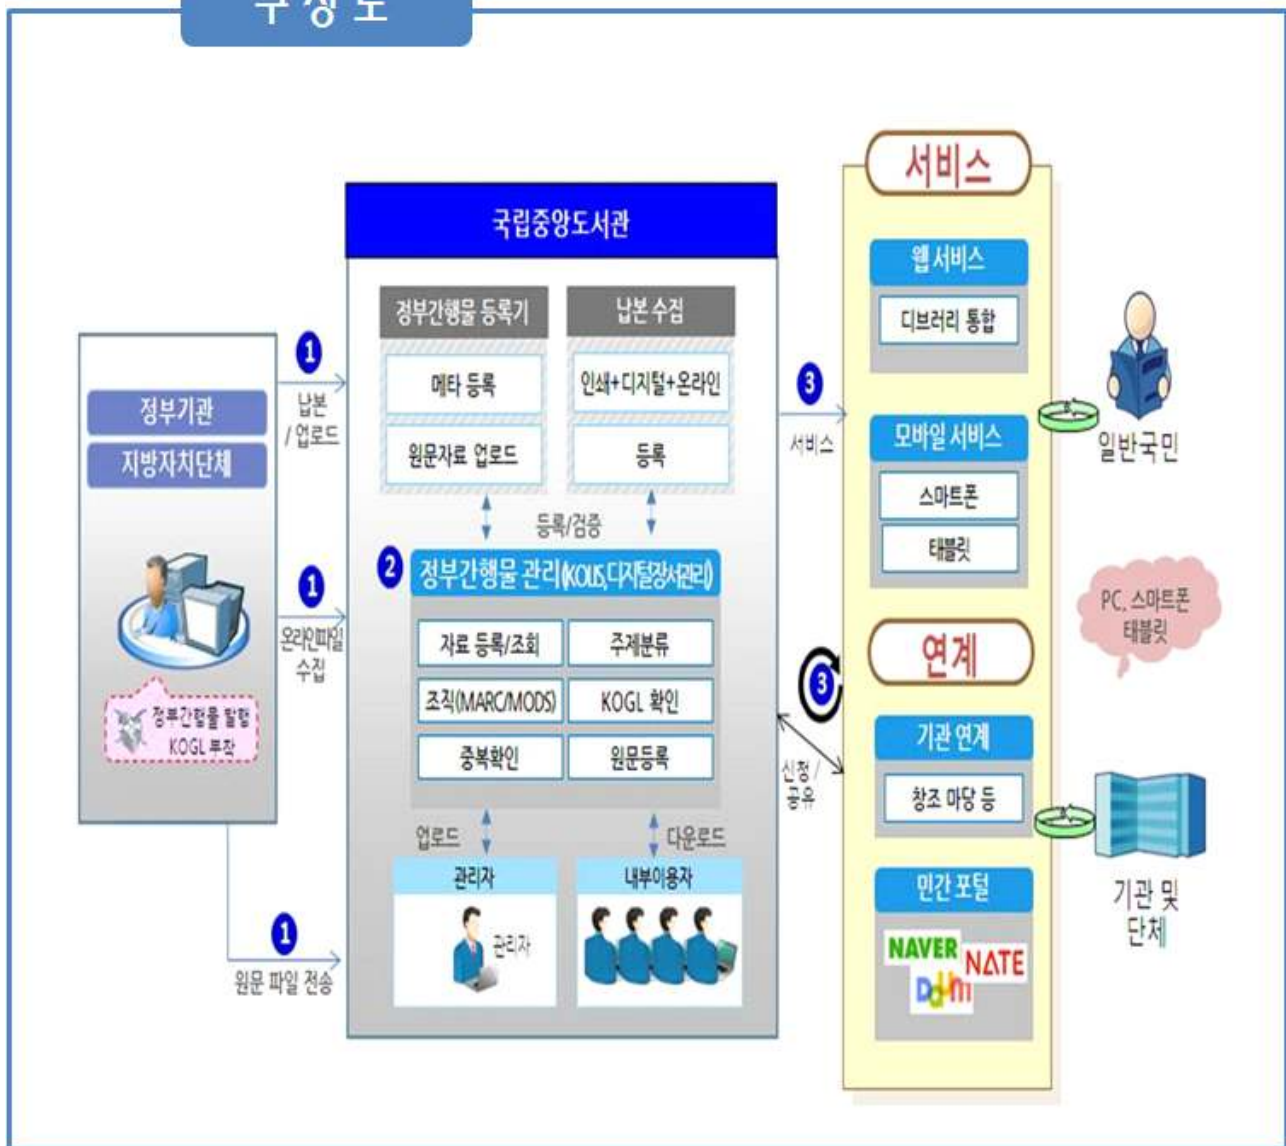 구 상 도
서비스
국립중앙도서관
웹 서비스
디브러리 통합
정부간행물 등록기
납본 수집
메타 등록
인쇄+디지털+온라인
원문자료 업로드
등록
1
납본
/ 업로드
정부기관
지방자치단체
3
서비스
모바일 서비스
스마트폰
태블릿
일반국민
등록/검증
2
정부간행물 관리(KOLIS,디지털장서관리)
자료 등록/조회
주제분류
조직(MARC/MODS)
KOGL 확인
중복확인
원문등록
1
온라인파일
수집
정부간행물 발행
KOGL 부착
PC, 스마트폰
태블릿
연계
3
신청 /
공유
기관 연계
창조 마당 등
기관 및
단체
업로드
다운로드
관리자
내부이용자
관리자
민간 포털
NAVER
NATE
Daum
1
원문 파일 전송